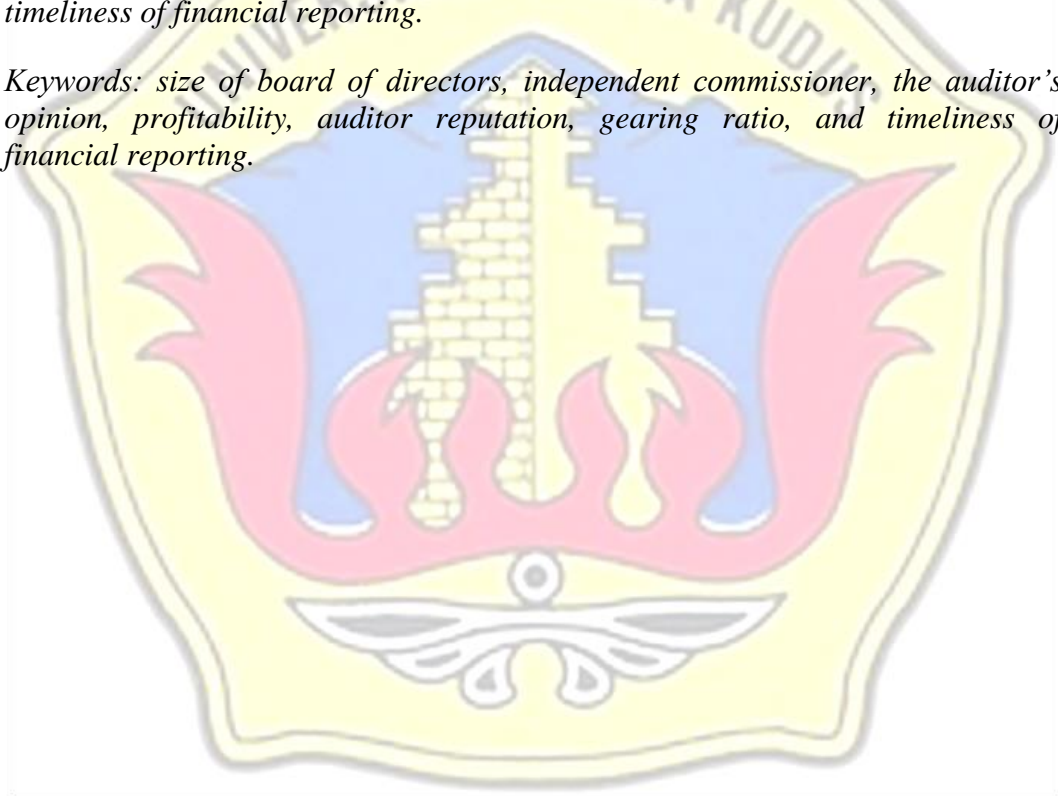 timeliness of financial reporting.
Keywords: size of board of directors, independent commissioner, the auditor's
opinion, profitability, auditor reputation, gearing ratio, and timeliness of
financial reporting.
KUDUS